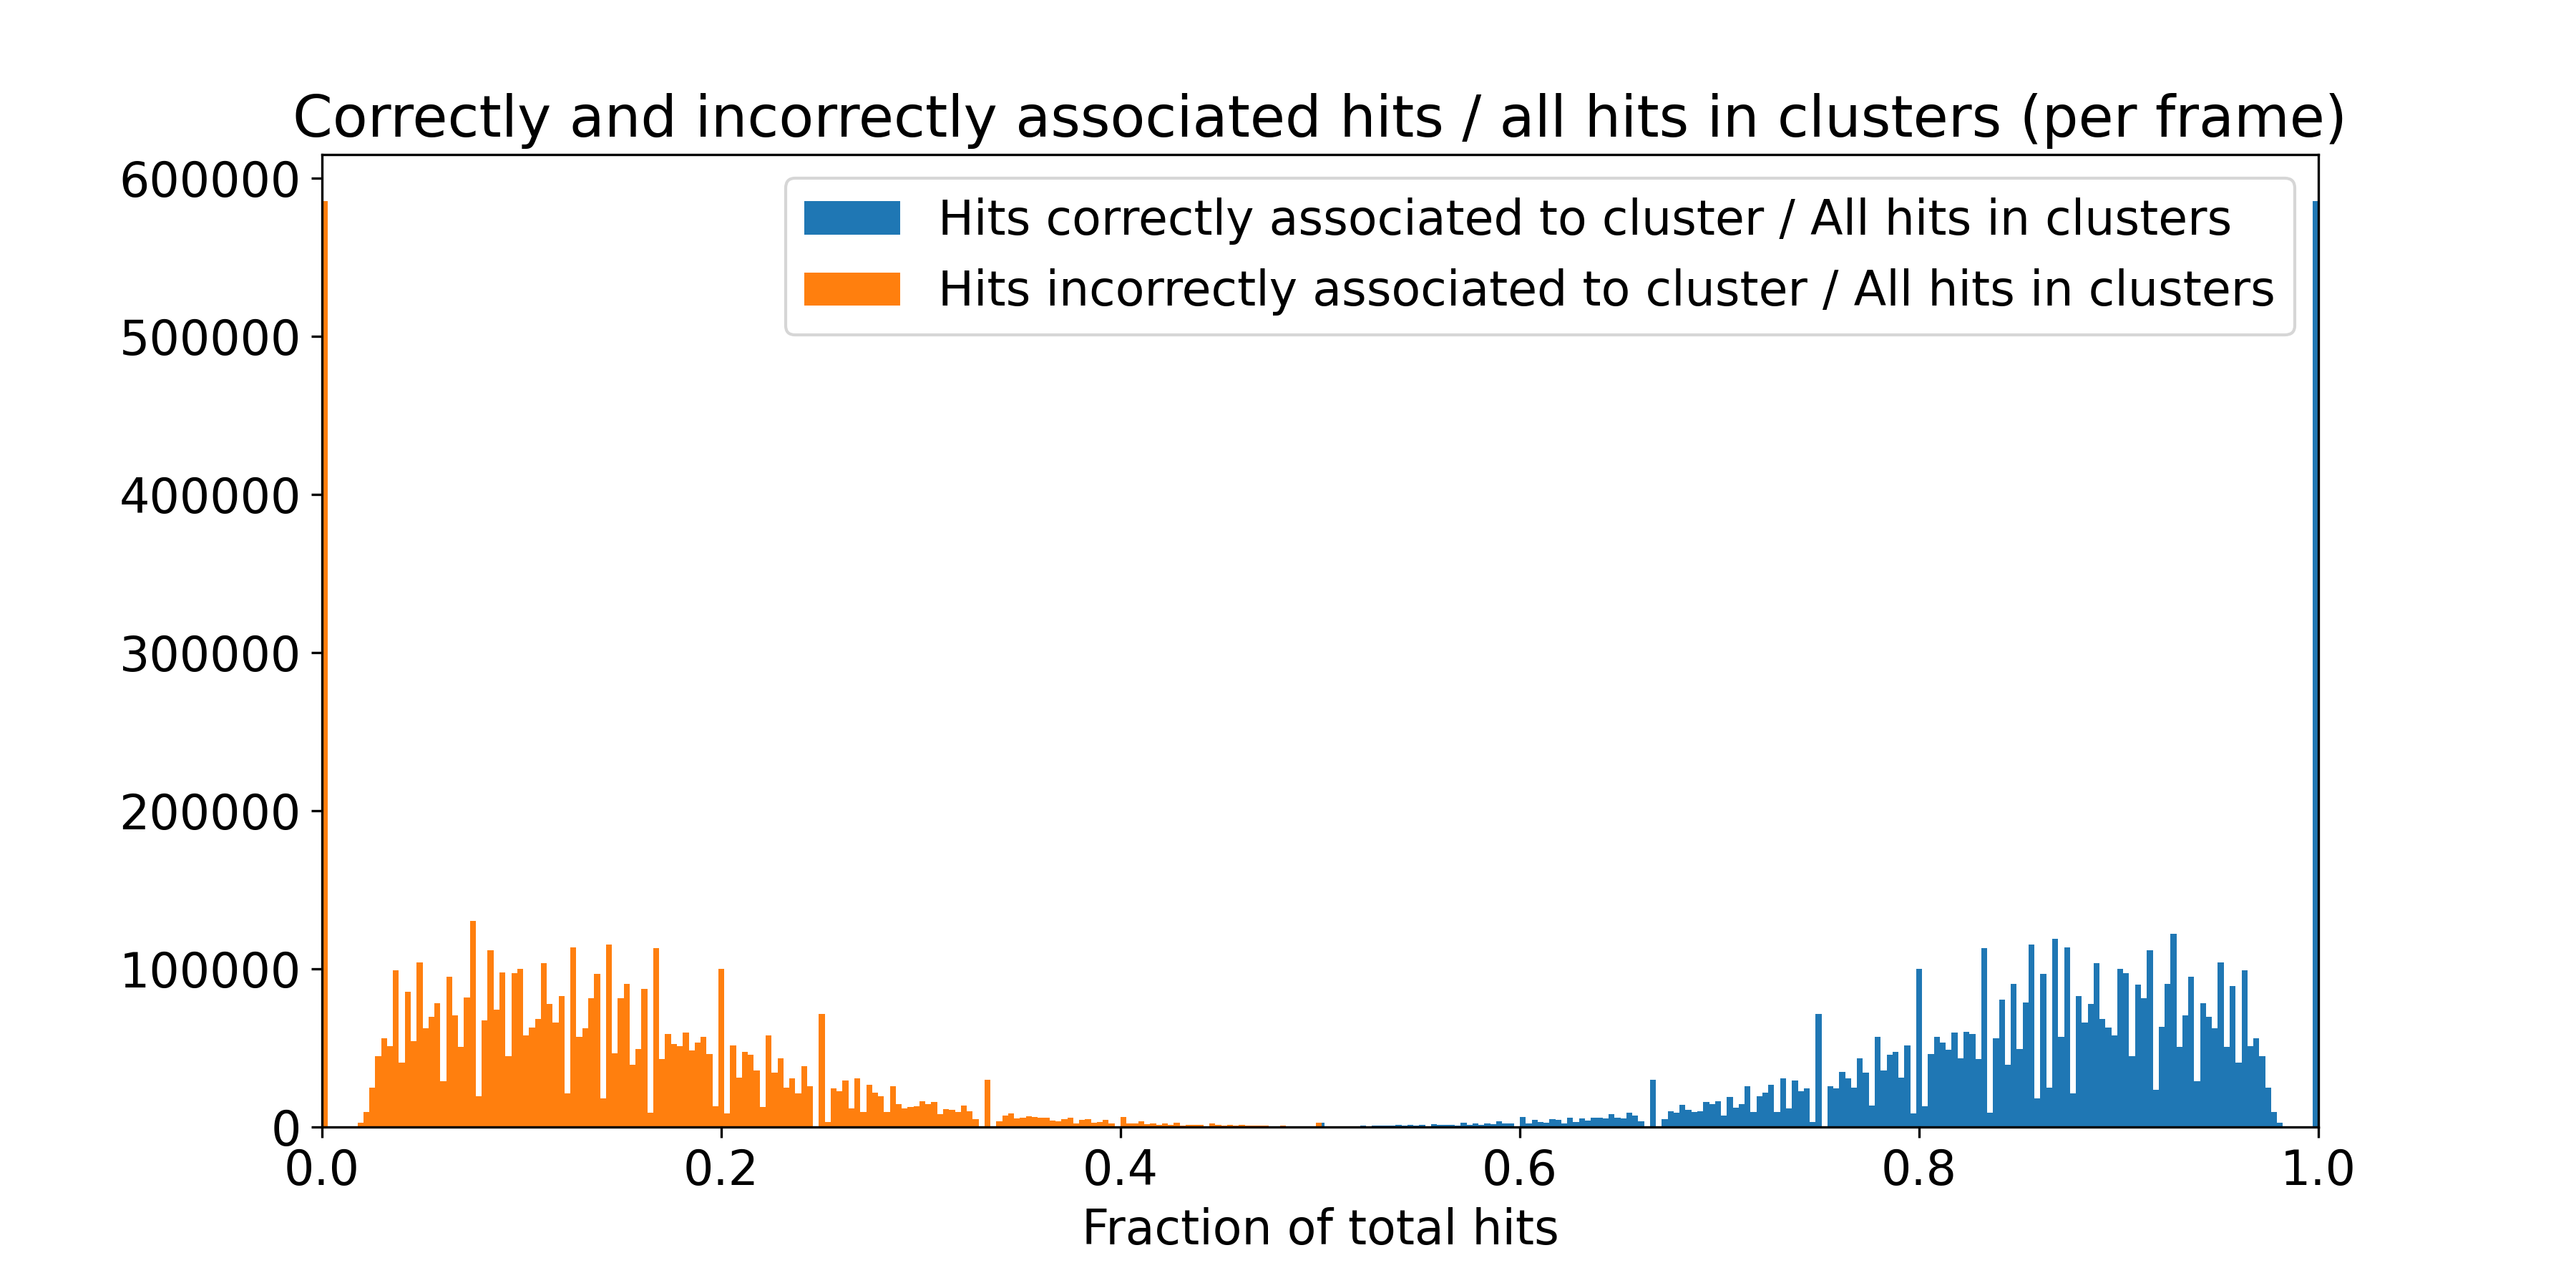 Correctly and incorrectly associated hits / all hits in clusters (per frame)
600000
500000
400000
300000
200000
100000
0
Hits correctly associated to cluster / All hits in clusters
Hits incorrectly associated to cluster / All hits in clusters
0.0 0.2 0.4 0.6 0.8 1.0
Fraction of total hits